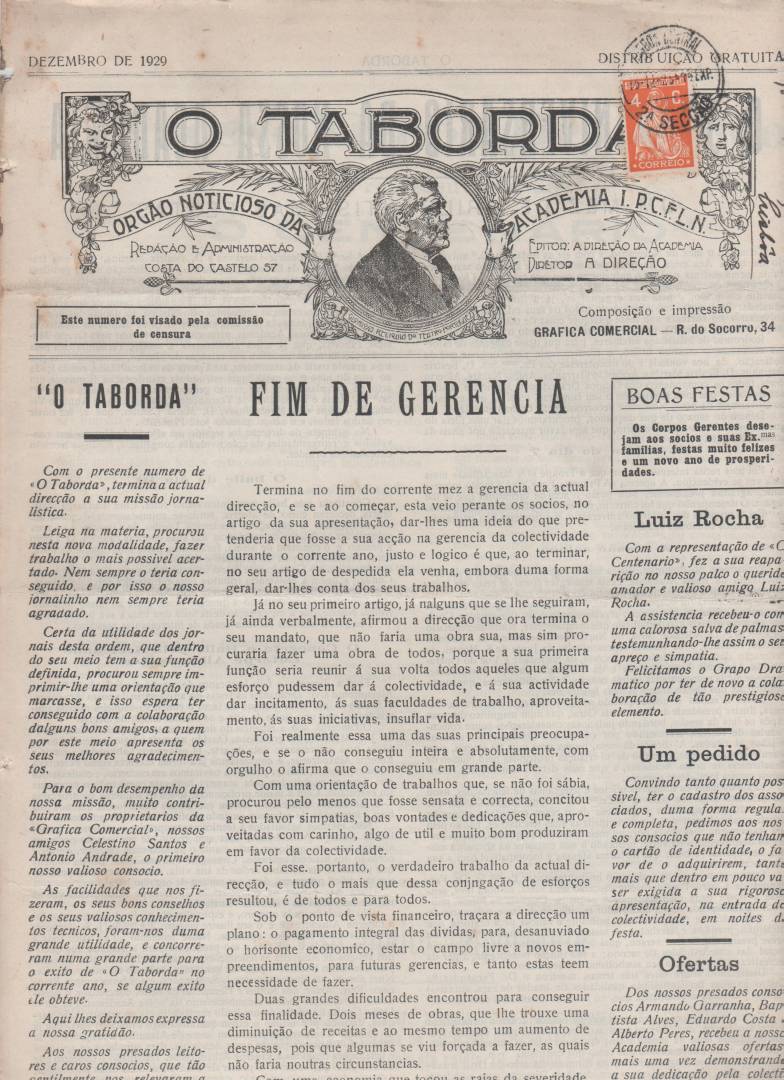 DEZEMBRO DE 1929
DISTRIBUIÇÃO GRATUITA
4 C.
CORREIO
2A SECCÃO
O TABORDA
ORGÃO NOTICIOSO DA
ACADEMIA I.P.C.F.L.N.
REDAÇÃO E ADMINISTRAÇÃO
COSTA DO CASTELO 57
EDITOR: A DIREÇÃO DA ACADEMIA
DIRETOR A DIREÇÃO
Este numero foi visado pela comissão
de censura
Composição e impressão
GRAFICA COMERCIAL — R. do Socorro, 34
"O TABORDA"
Com o presente numero de
«O Taborda», termina a actual
direcção a sua missão jorna-
listica.
Leiga na materia, procurou
nesta nova modalidade, fazer
trabalho o mais possivel acer-
tado. Nem sempre o teria con-
seguido, e por isso o nosso
jornalinho nem sempre teria
agradado.
Certa da utilidade dos jor-
nais desta ordem, que dentro
do seu meio tem a sua função
definida, procurou sempre im-
primir-lhe uma orientação que
marcasse, e isso espera ter
conseguido com a colaboração
dalguns bons amigos, a quem
por este meio apresenta os
seus melhores agradecimen-
tos.
Para o bom desempenho da
nossa missão, muito contri-
buiram os proprietarios da
«Grafica Comercial», nossos
amigos Celestino Santos e
Antonio Andrade, o primeiro
nosso valioso consocio.
As facilidades que nos fi-
zeram, os seus bons conselhos
e os seus valiosos conhecimen-
tos tecnicos, foram-nos duma
grande utilidade, e concorre-
ram numa grande parte para
o exito de «O Taborda» no
corrente ano, se algum exito
ele obteve.
Aqui lhes deixamos expressa
a nossa gratidão.
Aos nossos presados leito-
res e caros consocios, que tão
gentilmente nos relevaram a
FIM DE GERENCIA
Termina no fim do corrente mez a gerencia da actual
direcção, e se ao começar, esta veio perante os socios, no
artigo da sua apresentação, dar-lhes uma ideia do que pre-
tenderia que fosse a sua acção na gerencia da colectividade
durante o corrente ano, justo e logico é que, ao terminar,
no seu artigo de despedida ela venha, embora duma forma
geral, dar-lhes conta dos seus trabalhos.
Já no seu primeiro artigo, já nalguns que se lhe seguiram,
já ainda verbalmente, afirmou a direcção que ora termina o
seu mandato, que não faria uma obra sua, mas sim pro-
curaria fazer uma obra de todos, porque a sua primeira
função seria reunir á sua volta todos aqueles que algum
esforço pudessem dar á colectividade, e á sua actividade
dar incitamento, ás suas faculdades de trabalho, aproveita-
mento, ás suas iniciativas, insuflar vida.
Foi realmente essa uma das suas principais preocupa-
ções, e se o não conseguiu inteira e absolutamente, com
orgulho o afirma que o conseguiu em grande parte.
Com uma orientação de trabalhos que, se não foi sábia,
procurou pelo menos que fosse sensata e correcta, concitou
a seu favor simpatias, boas vontades e dedicações que, apro-
veitadas com carinho, algo de util e muito bom produziram
em favor da colectividade.
Foi esse. portanto, o verdadeiro trabalho da actual di-
recção, e tudo o mais que dessa conjngação de esforços
resultou, é de todos e para todos.
Sob o ponto de vista financeiro, traçara a direcção um
plano: o pagamento integral das dividas, para, desanuviado
o horisonte economico, estar o campo livre a novos em-
preendimentos, para futuras gerencias, e tanto estas teem
necessidade de fazer.
Duas grandes dificuldades encontrou para conseguir
essa finalidade. Dois meses de obras, que lhe trouxe uma
diminuição de receitas e ao mesmo tempo um aumento de
despesas, pois que algumas se viu forçada a fazer, as quais
não faria noutras circunstancias.
Com uma economia que tocou as raias da severidade,
BOAS FESTAS
Os Corpos Gerentes dese-
jam aos socios e suas Ex.mas
familias, festas muito felizes
e um novo ano de prosperi-
dades.
Luiz Rocha
Com a representação de «O
Centenario», fez a sua reapa-
rição no nosso palco o queride
amador e valioso amigo Luiz
Rocha.
A assistencia recebeu-o com
uma calorosa salva de palmas
testemunhando-lhe assim o seu
apreço e simpatia.
Felicitamos o Grapo Dra-
matico por ter de novo a cola-
boração de tão prestigiose
elemento.
Um pedido
Convindo tanto quanto pos-
sivel, ter o cadastro dos asso-
ciados, duma forma regula.
e completa, pedimos aos nos-
sos consocios que não tenham
o cartão de identidade, o fa-
vor de o adquirirem, tante
mais que dentro em pouco va
ser exigida a sua rigorosa
apresentação, na entrada de
colectividade, em noites d.
festa.
Ofertas
Dos nossos presados conso-
cios Armando Garranha, Bap-
tista Alves, Eduardo Costa e
Alberto Peres, recebeu a nossa
Academia valiosas ofertas
mais uma vez demonstrando
a sua dedicação pela colecti